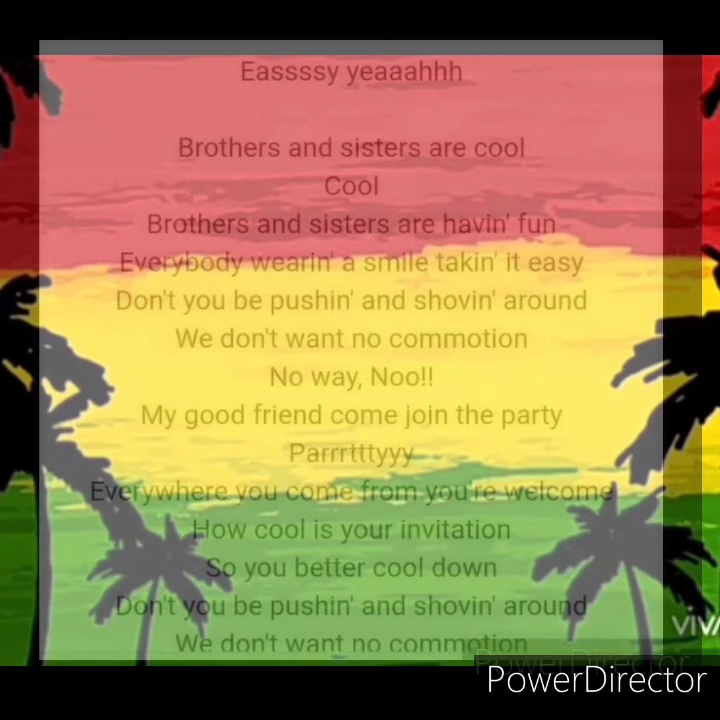 Eassssy yeaaahhh
Brothers and sisters are cool
Cool
Brothers and sisters are havin' fun
Everybody wearin' a smile takin' it easy
Don't you be pushin' and shovin' around
We don't want no commotion
No way, Noo!!
My good friend come join the party
Parrrtttyyy
Everywhere you come from you're welcome
How cool is your invitation
So you better cool down
Don't you be pushin' and shovin' around
We don't want no commotion
VIVA
PowerDirector
PowerDirector